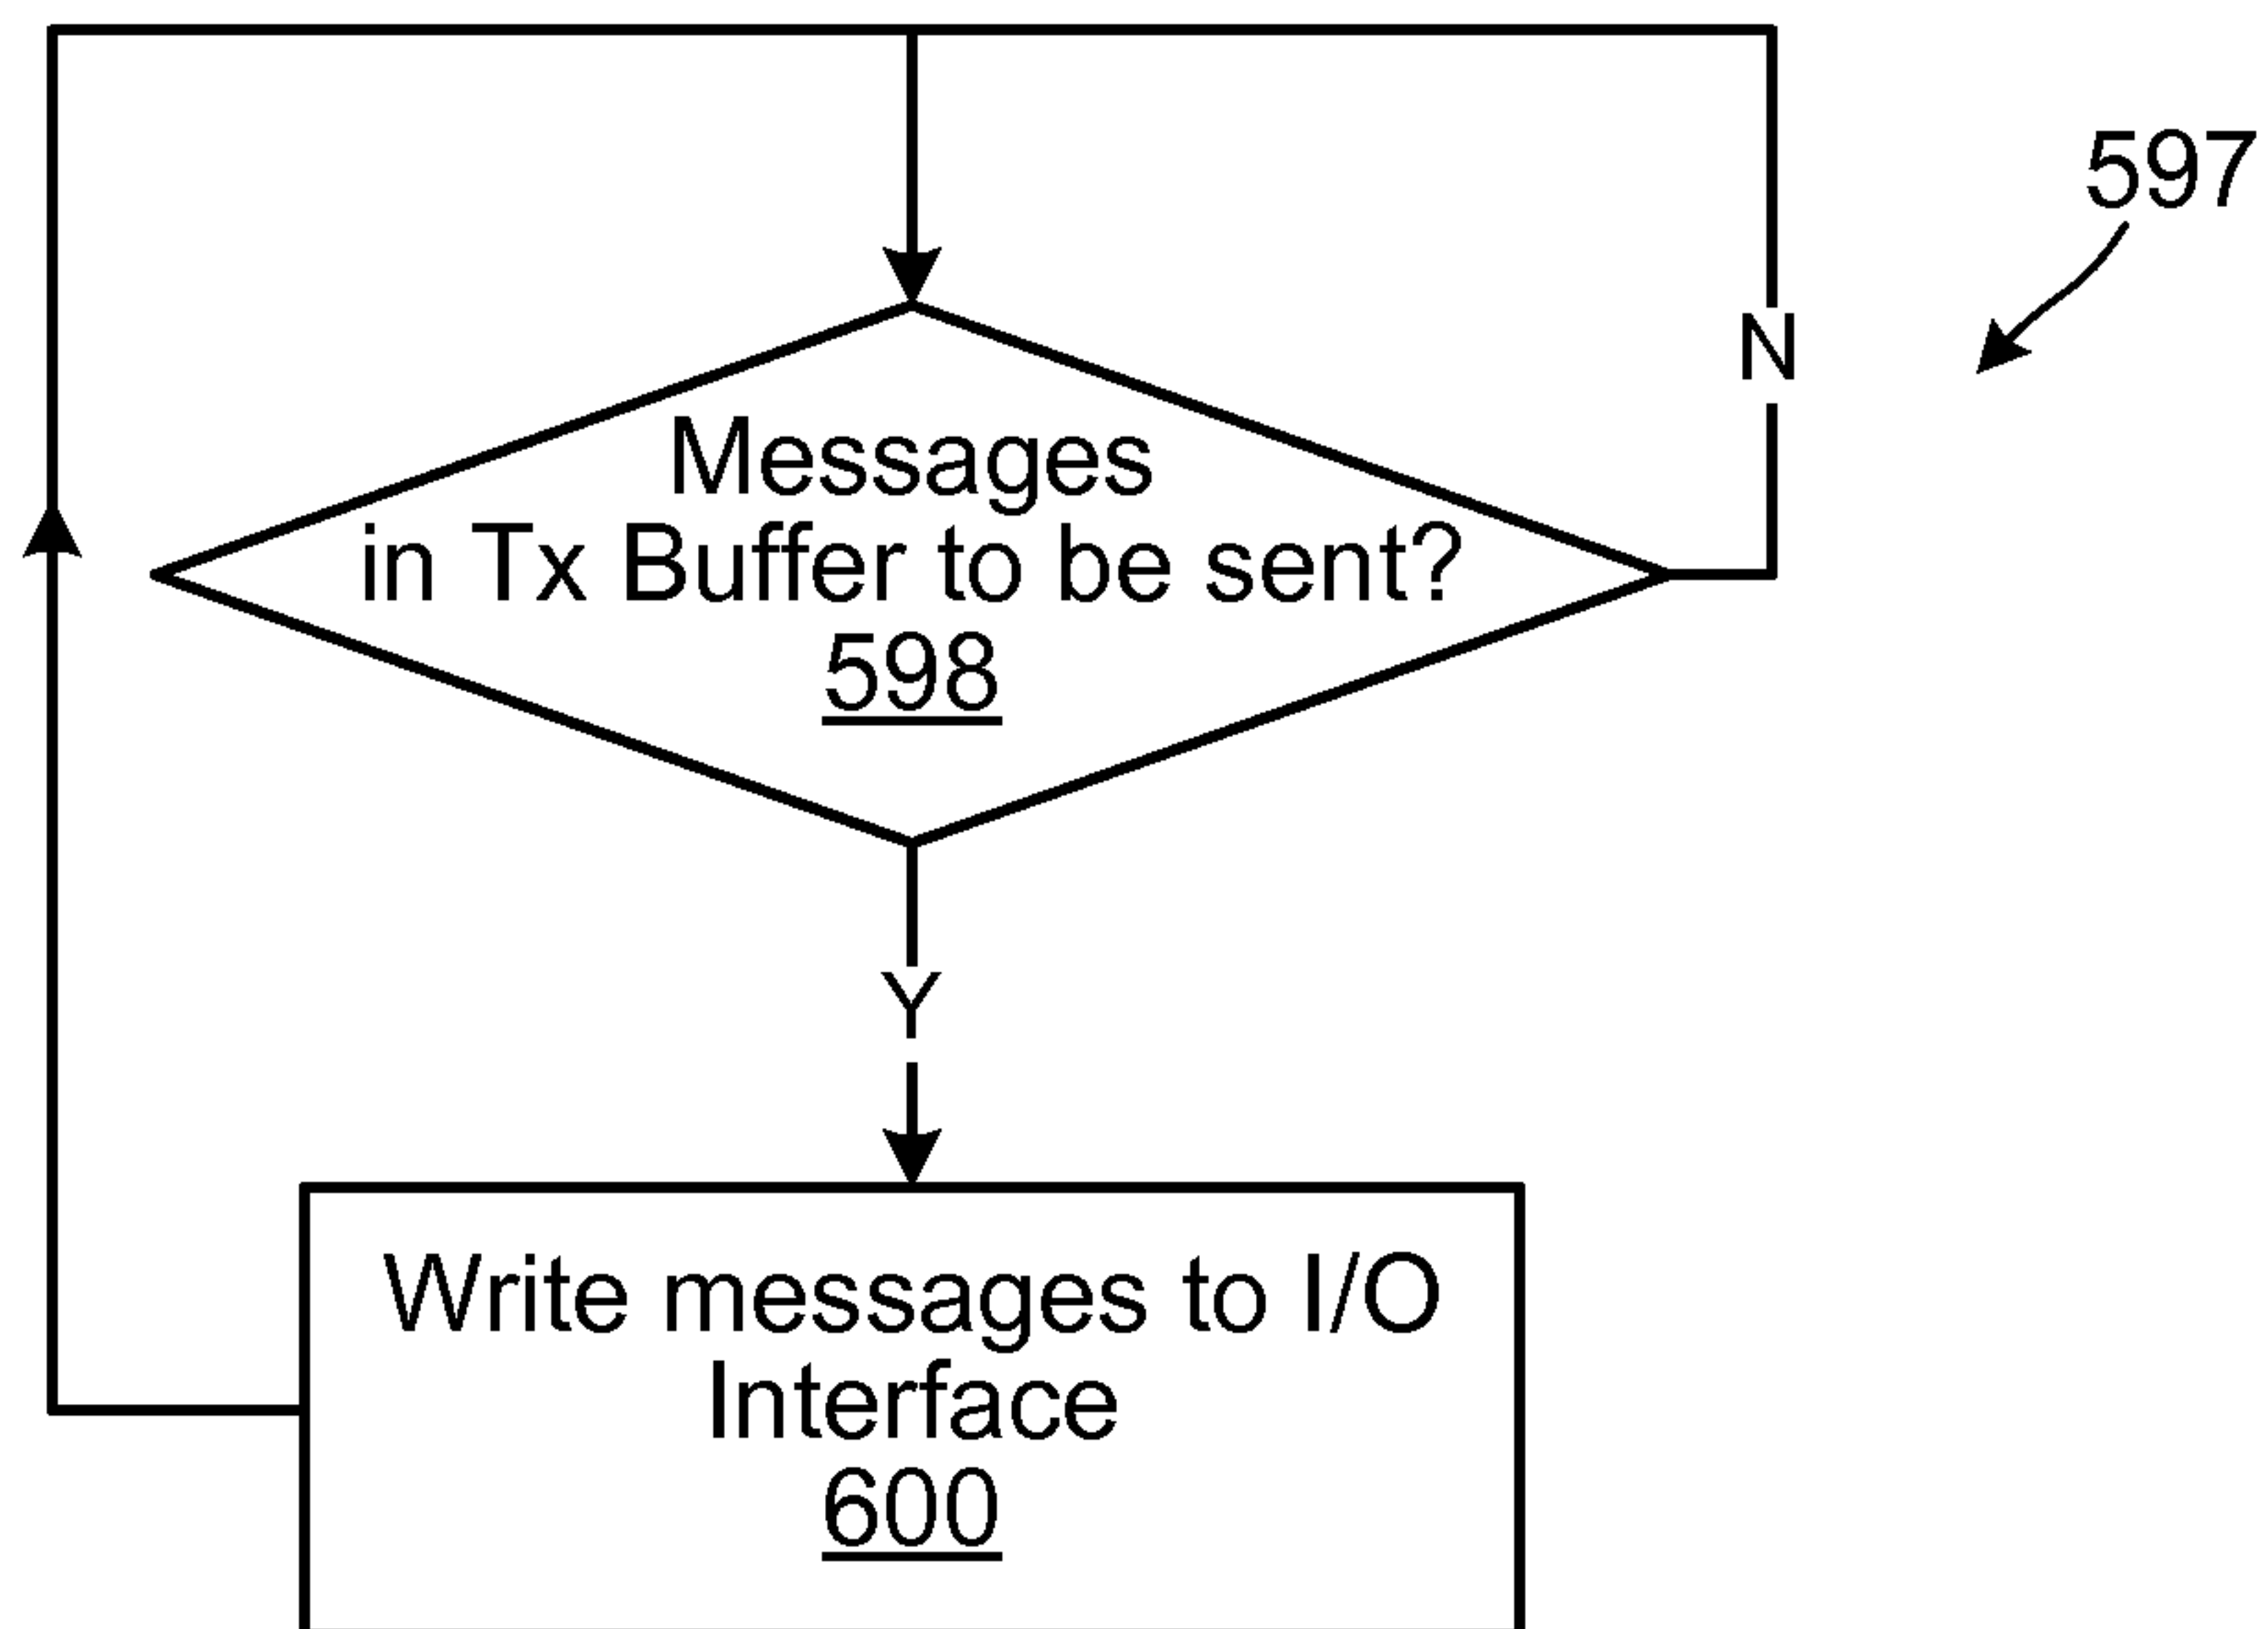 597
N
Messages
in Tx Buffer to be sent?
598
Y
Write messages to I/O
Interface
600